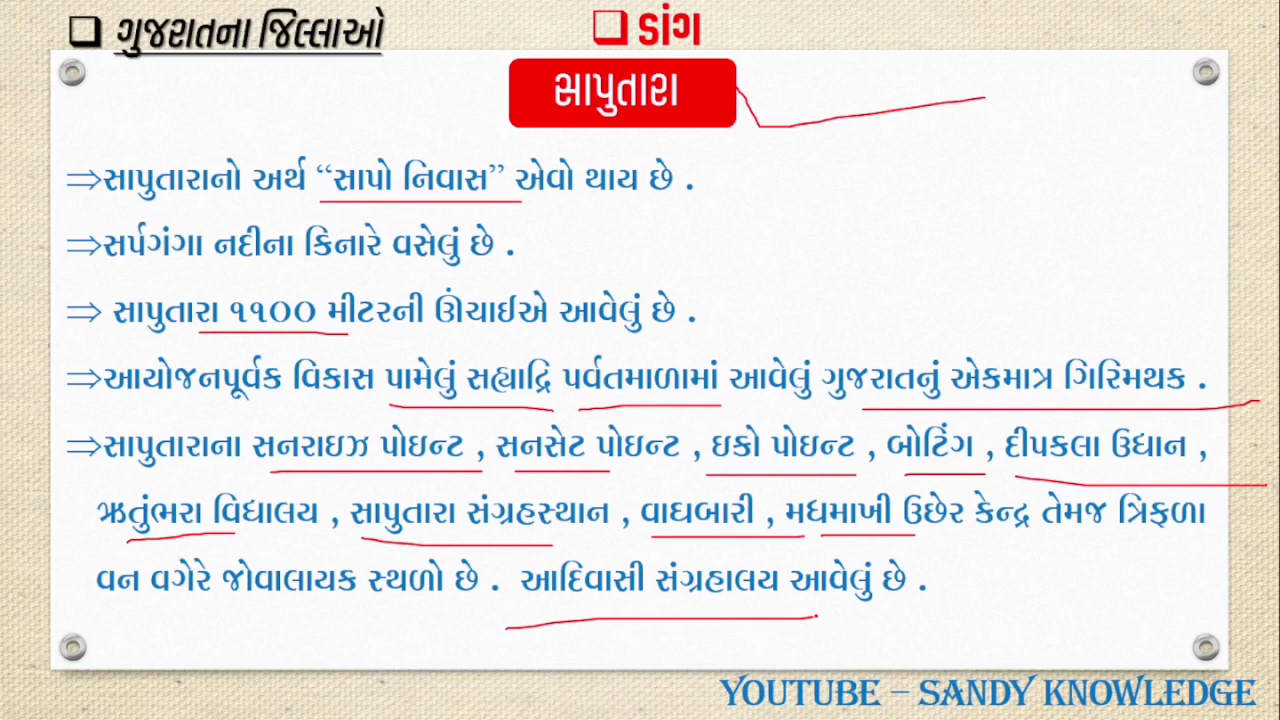 ❑ ગુજરાતના જિલ્લાઓ
❑ ડાંગ
સાપુતારા
⇒સાપુતારાનો અર્થ “સાપો નિવાસ” એવો થાય છે .
⇒સર્પગંગા નદીના કિનારે વસેલું છે .
⇒ સાપુતારા ૧૧૦૦ મીટરની ઊંચાઈએ આવેલું છે .
⇒આયોજનપૂર્વક વિકાસ પામેલું સહ્યાદ્રિ પર્વતમાળામાં આવેલું ગુજરાતનું એકમાત્ર ગિરિમથક .
⇒સાપુતારાના સનરાઇઝ પોઇન્ટ , સનસેટ પોઇન્ટ , ઇકો પોઇન્ટ , બોટિંગ , દીપકલા ઉદ્યાન ,
ઋતુંભરા વિદ્યાલય , સાપુતારા સંગ્રહસ્થાન , વાઘબારી , મધમાખી ઉછેર કેન્દ્ર તેમજ ત્રિફળા
વન વગેરે જોવાલાયક સ્થળો છે . આદિવાસી સંગ્રહાલય આવેલું છે .
YOUTUBE – SANDY KNOWLEDGE